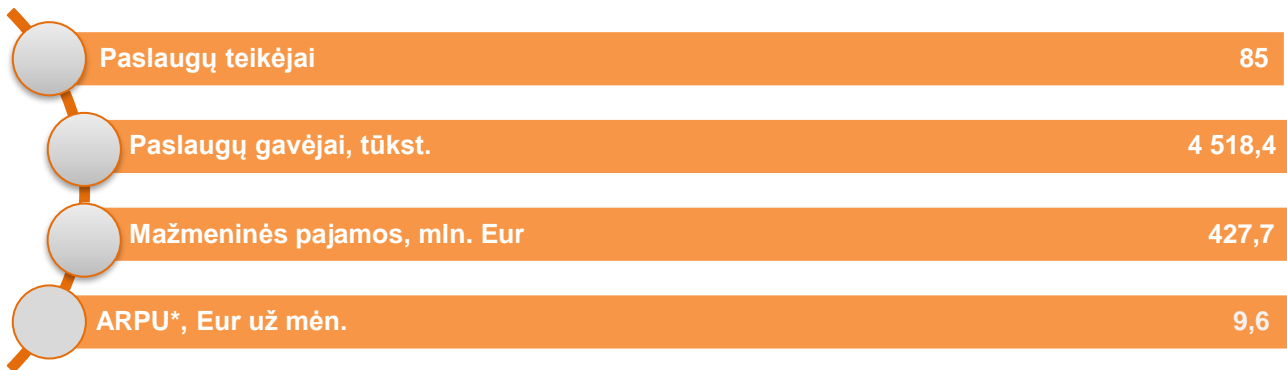 Paslaugų teikėjai 85
Paslaugų gavėjai, tūkst. 4 518,4
Mažmeninės pajamos, mln. Eur 427,7
ARPU*, Eur už mėn. 9,6